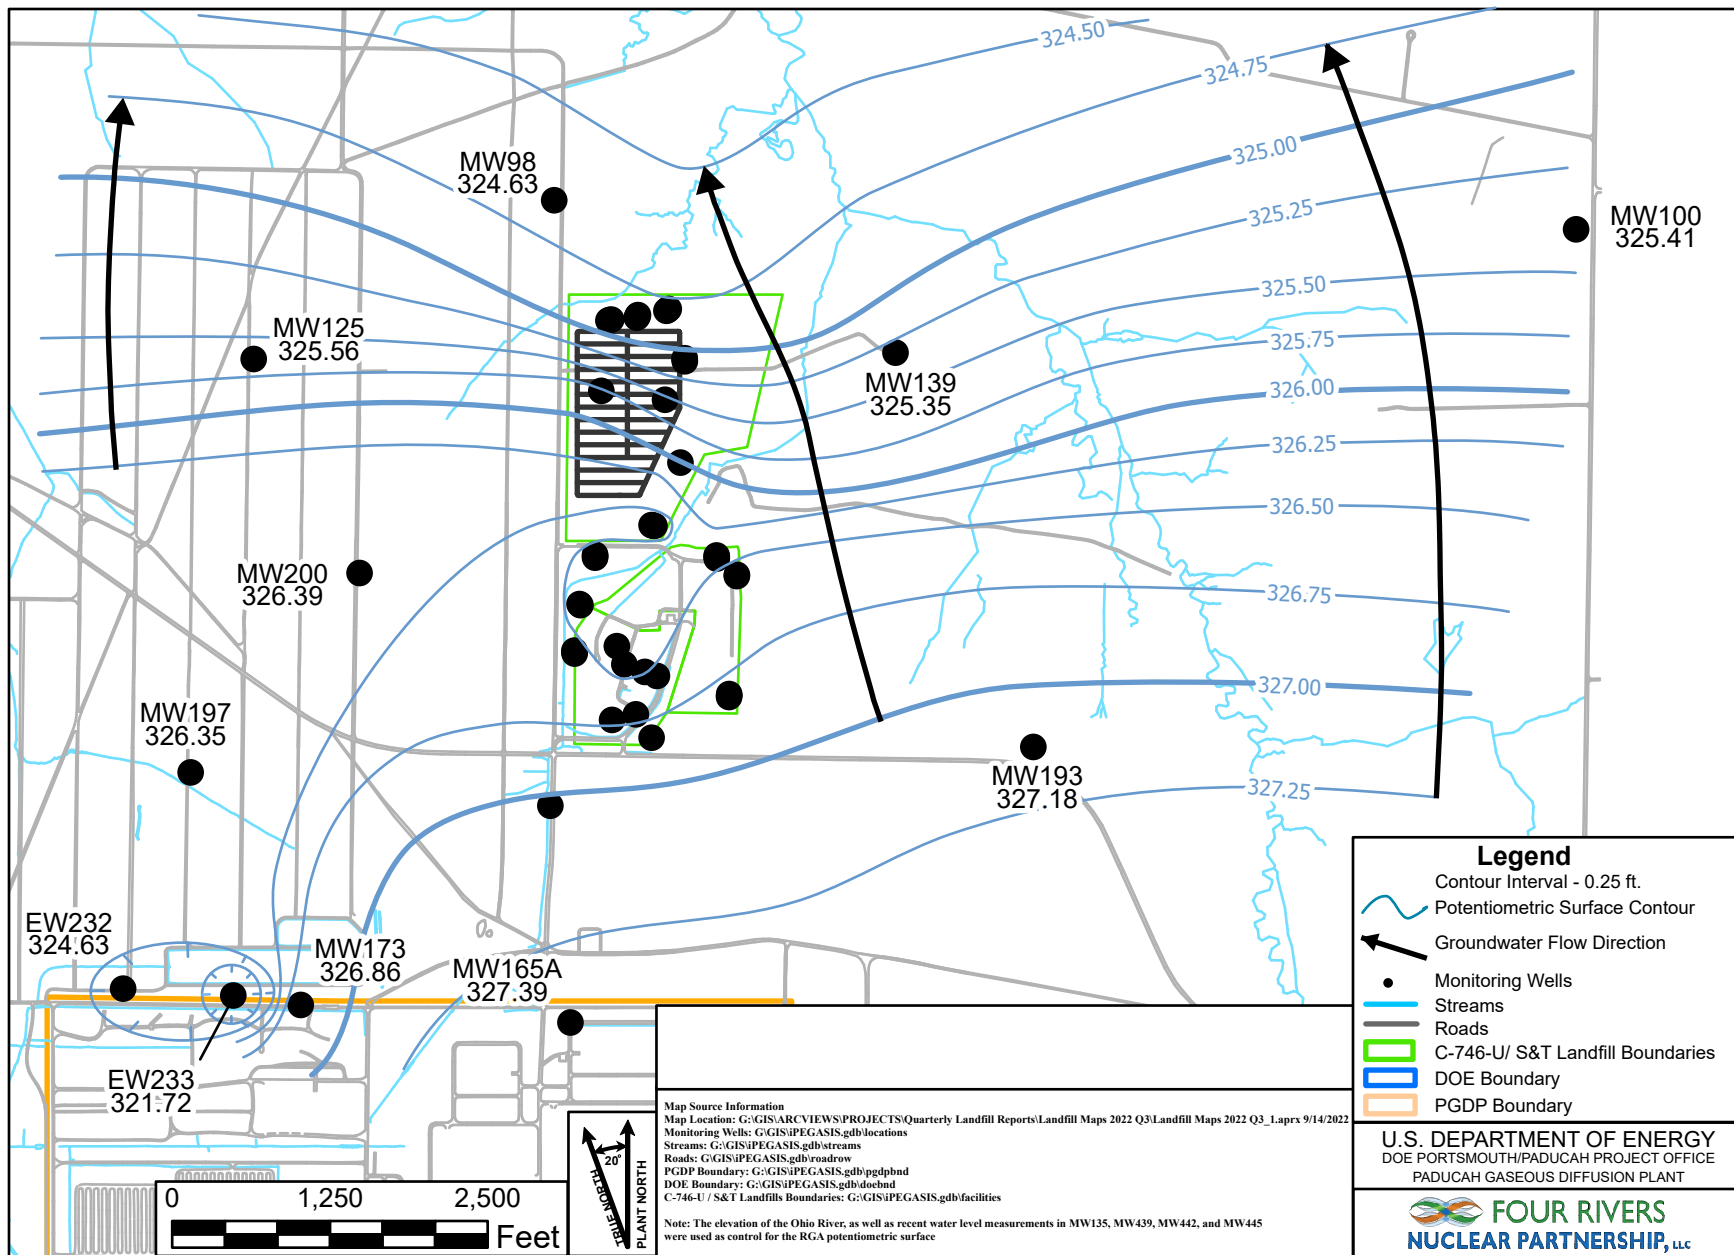 324.50
324.75
325.00
325.25
325.50
325.75
326.00
326.25
326.50
326.75
327.00
327.25
MW98
324.63
MW100
325.41
MW125
325.56
MW139
325.35
MW200
326.39
MW197
326.35
MW193
327.18
EW232
324.63
MW173
326.86
MW165A
327.39
EW233
321.72
Legend
Contour Interval - 0.25 ft.
Potentiometric Surface Contour
Groundwater Flow Direction
Monitoring Wells
Streams
Roads
C-746-U/ S&T Landfill Boundaries
DOE Boundary
PGDP Boundary
U.S. DEPARTMENT OF ENERGY
DOE PORTSMOUTH/PADUCAH PROJECT OFFICE
PADUCAH GASEOUS DIFFUSION PLANT
FOUR RIVERS
NUCLEAR PARTNERSHIP, LLC
Map Source Information
Map Location: G:\GIS\ARCVIEWS\PROJECTS\Quarterly Landfill Reports\Landfill Maps 2022 Q3\Landfill Maps 2022 Q3_1.aprx 9/14/2022
Monitoring Wells: G\GIS\iPEGASIS.gdb\locations
Streams: G:\GIS\iPEGASIS.gdb\streams
Roads: G\GIS\iPEGASIS.gdb\roadrow
PGDP Boundary: G:\GIS\iPEGASIS.gdb\pgdpbnd
DOE Boundary: G:\GIS\iPEGASIS.gdb\doebnd
C-746-U / S&T Landfills Boundaries: G:\GIS\iPEGASIS.gdb\facilities
Note: The elevation of the Ohio River, as well as recent water level measurements in MW135, MW439, MW442, and MW445
were used as control for the RGA potentiometric surface
20°
TRUE NORTH
PLANT NORTH
0 1,250 2,500
Feet